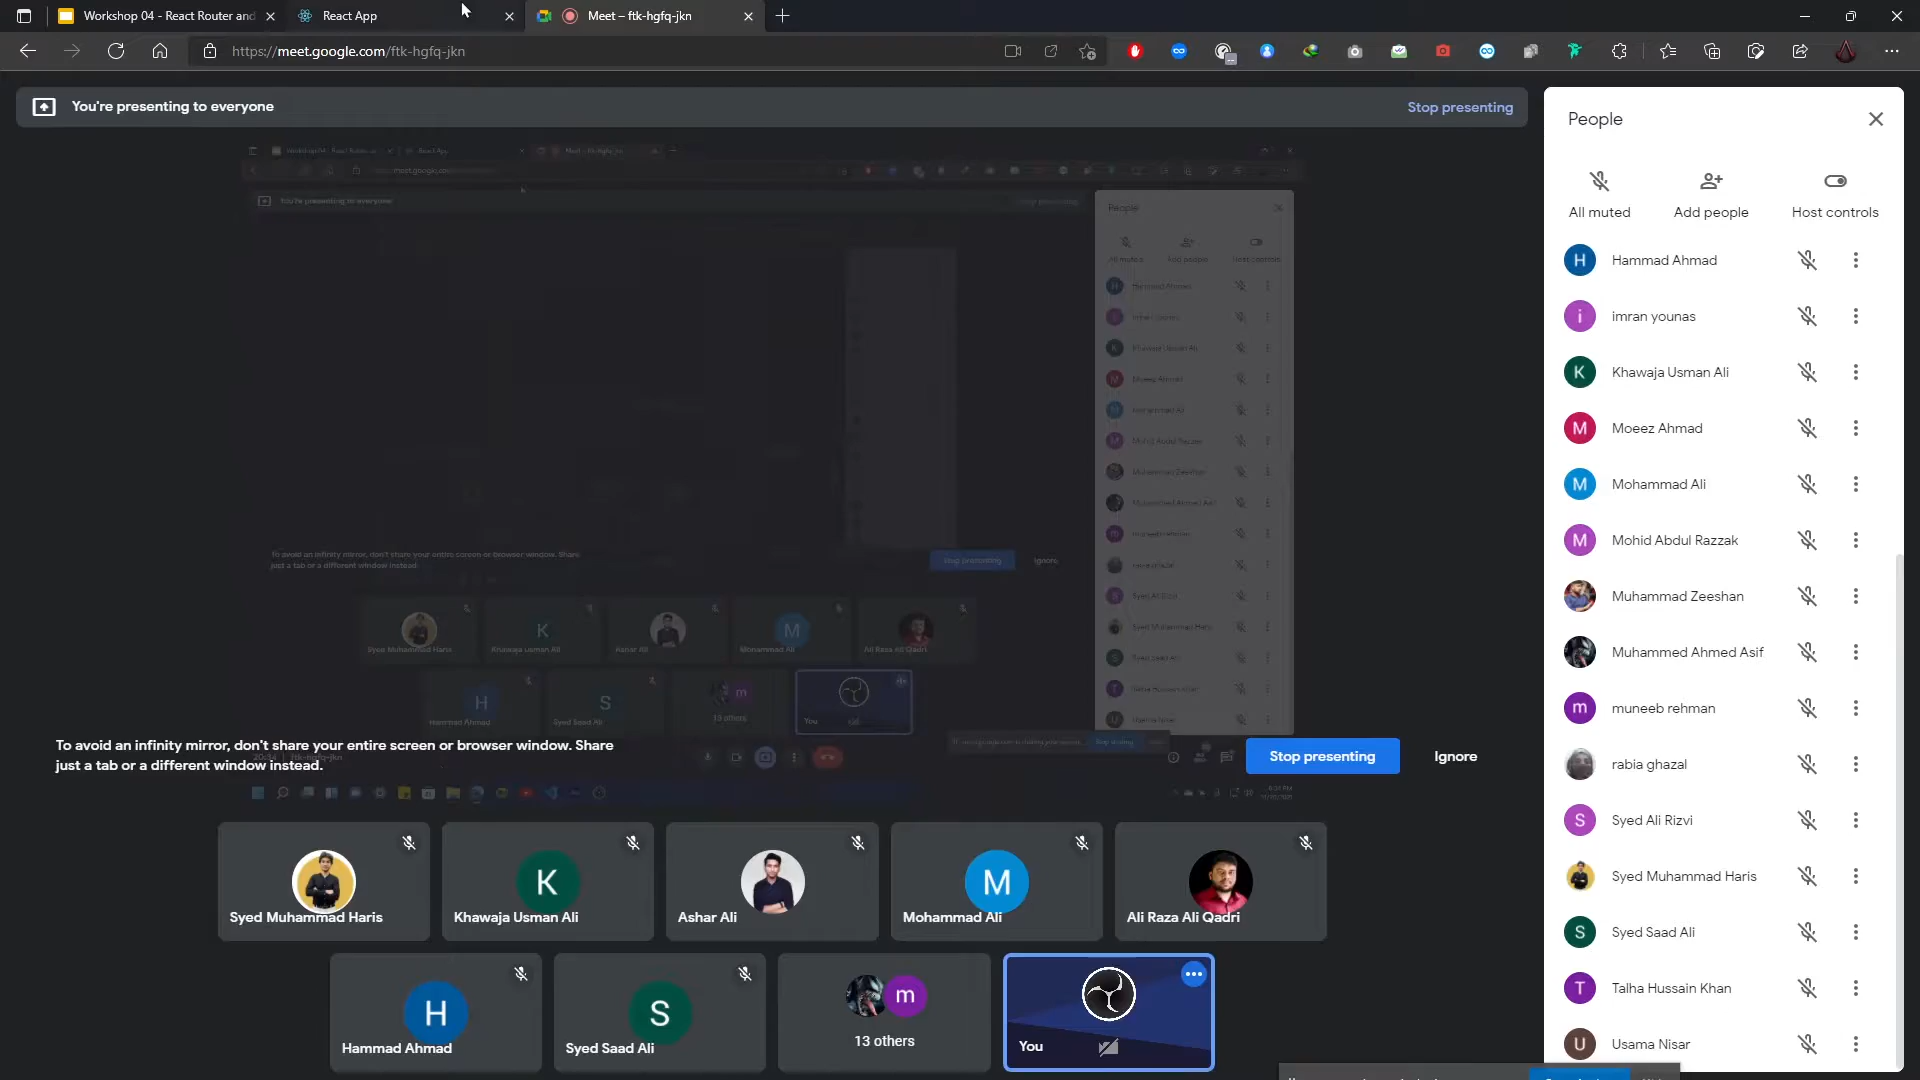 Workshop 04 - React Router and
React App
Meet – ftk-hgfq-jkn
https://meet.google.com/ftk-hgfq-jkn
You're presenting to everyone
Stop presenting
People
All muted
Add people
Host controls
Hammad Ahmad
imran younas
Khawaja Usman Ali
Moeez Ahmad
Mohammad Ali
Mohid Abdul Razzak
Muhammad Zeeshan
Muhammed Ahmed Asif
muneeb rehman
rabia ghazal
Syed Ali Rizvi
Syed Muhammad Haris
Syed Saad Ali
Talha Hussain Khan
Usama Nisar
To avoid an infinity mirror, don't share your entire screen or browser window. Share
just a tab or a different window instead.
Stop presenting
Ignore
Syed Muhammad Haris
Khawaja Usman Ali
Ashar Ali
Mohammad Ali
Ali Raza Ali Qadri
Hammad Ahmad
Syed Saad Ali
13 others
You